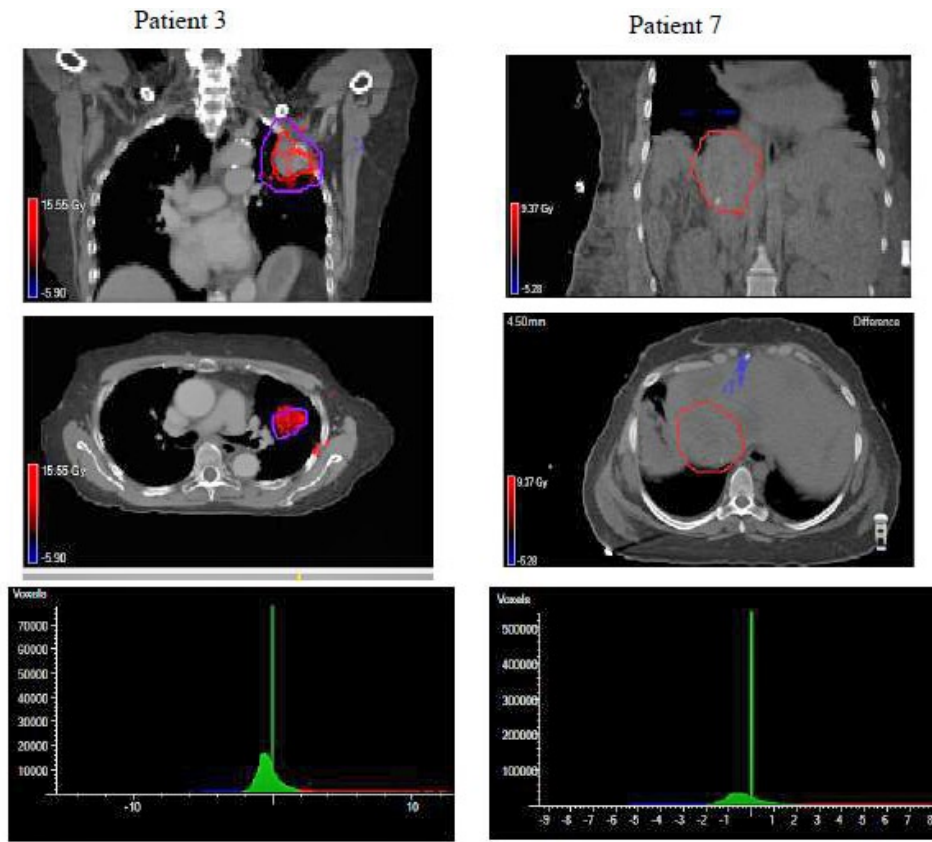 Patient 3
Patient 7
15.55 Gy
-5.90
9.37 Gy
-5.28
4.50mm Difference
15.55 Gy
-5.90
9.37 Gy
-5.28
Voxels
70000
60000
50000
40000
30000
20000
10000
-10 10
Voxels
500000
400000
300000
200000
100000
-9 -8 -7 -6 -5 -4 -3 -2 -1 1 2 3 4 5 6 7 8